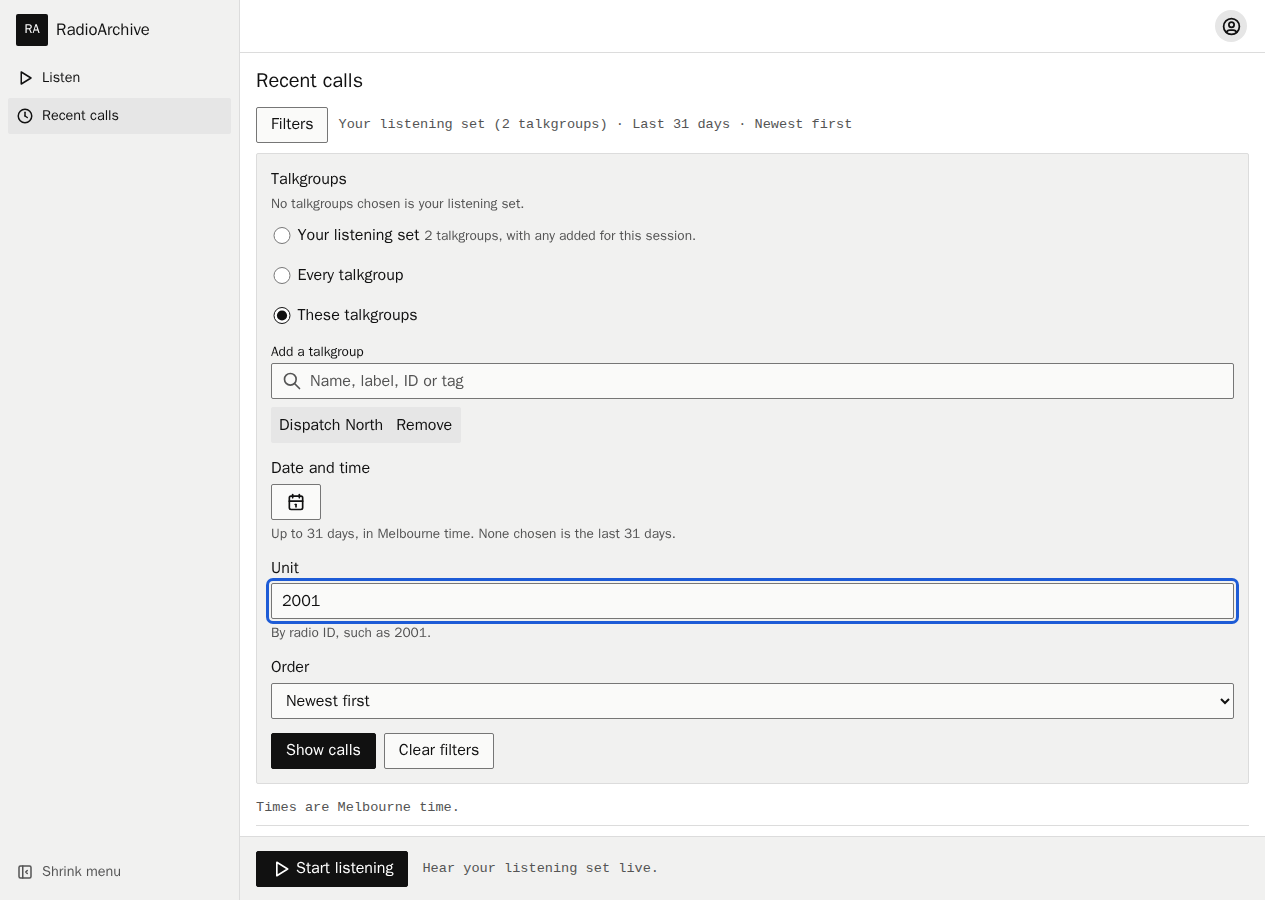 RA RadioArchive
Listen
Recent calls
Shrink menu
Recent calls
Filters Your listening set (2 talkgroups) · Last 31 days · Newest first
Talkgroups
No talkgroups chosen is your listening set.
Your listening set 2 talkgroups, with any added for this session.
Every talkgroup
These talkgroups
Add a talkgroup
Name, label, ID or tag
Dispatch North Remove
Date and time
Up to 31 days, in Melbourne time. None chosen is the last 31 days.
Unit
2001
By radio ID, such as 2001.
Order
Newest first
Show calls Clear filters
Times are Melbourne time.
Start listening Hear your listening set live.